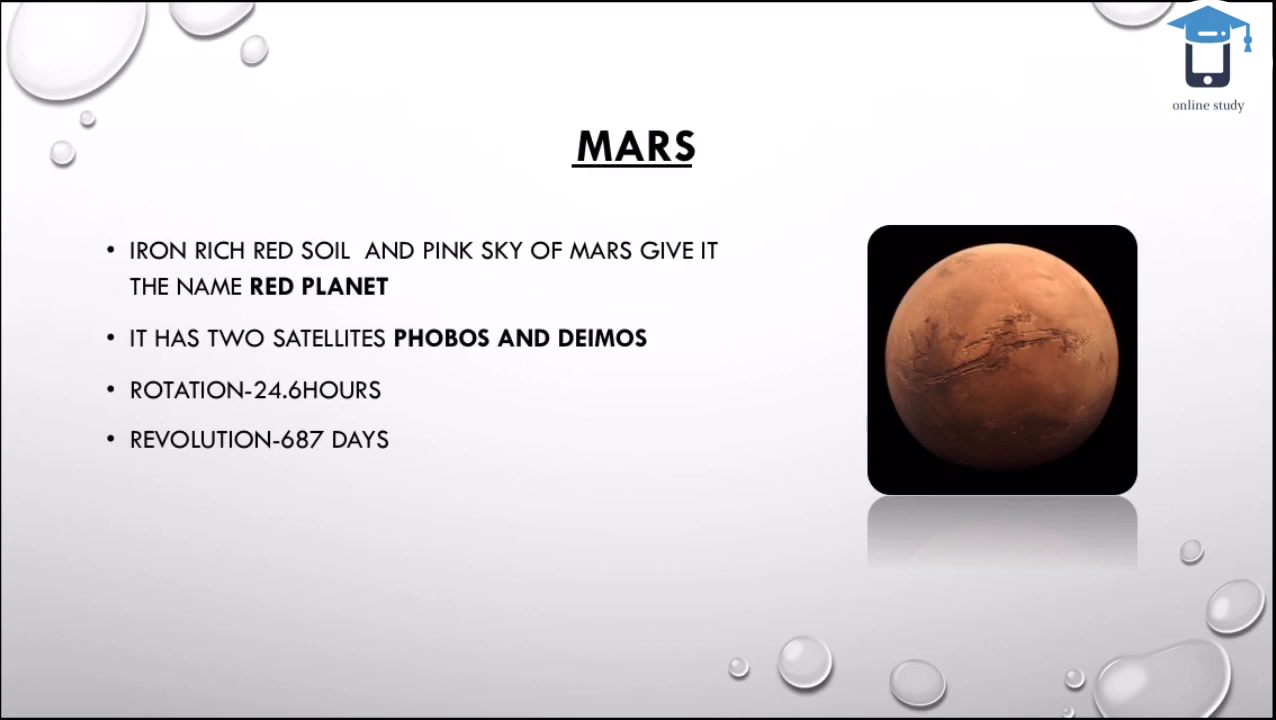 online study
MARS
• IRON RICH RED SOIL  AND PINK SKY OF MARS GIVE IT
THE NAME RED PLANET
• IT HAS TWO SATELLITES PHOBOS AND DEIMOS
• ROTATION-24.6HOURS
• REVOLUTION-687 DAYS